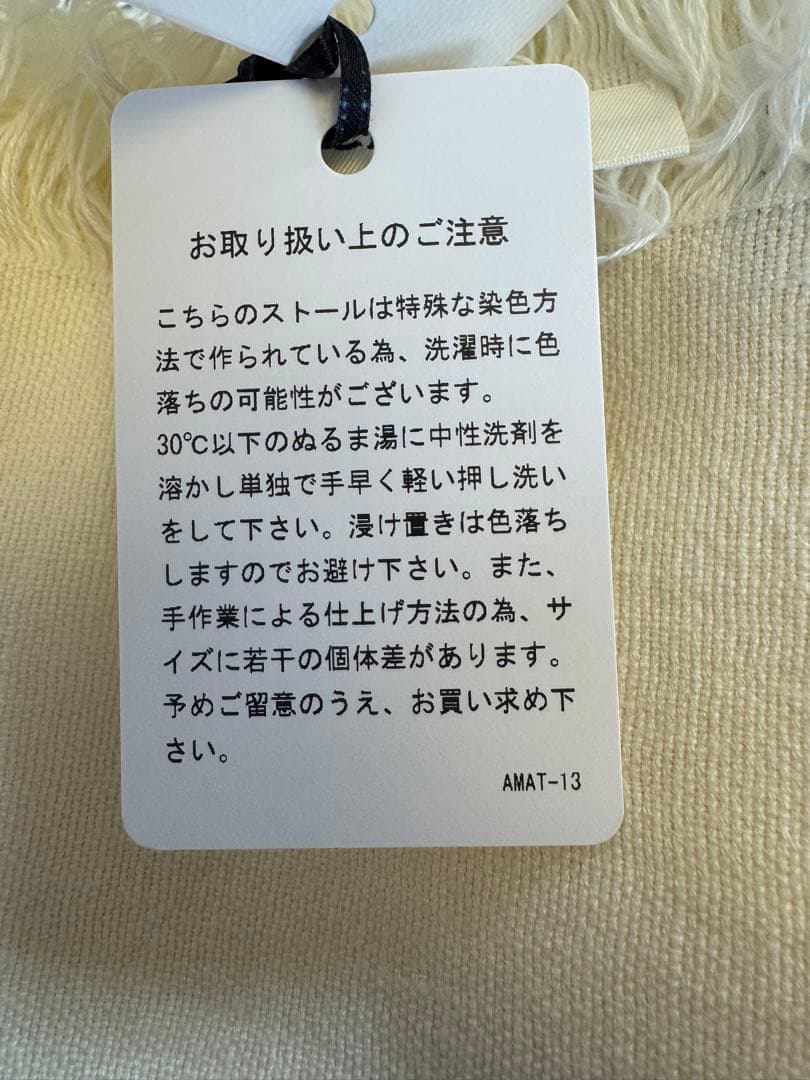 お取り扱い上のご注意
こちらのストールは特殊な染色方
法で作られている為、洗濯時に色
落ちの可能性がございます。
30℃以下のぬるま湯に中性洗剤を
溶かし単独で手早く軽い押し洗い
をして下さい。浸け置きは色落ち
しますのでお避け下さい。また、
手作業による仕上げ方法の為、サ
イズに若干の個体差があります。
予めご留意のうえ、お買い求め下
さい。
AMAT-13